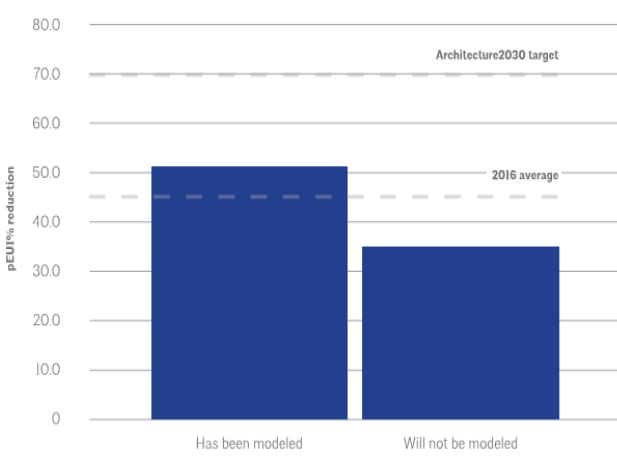 80.0
Architecture2030 target
70.0
60.0
50.0
2016 average
40.0
30.0
20.0
10.0
0
pEUI% reduction
Has been modeled
Will not be modeled